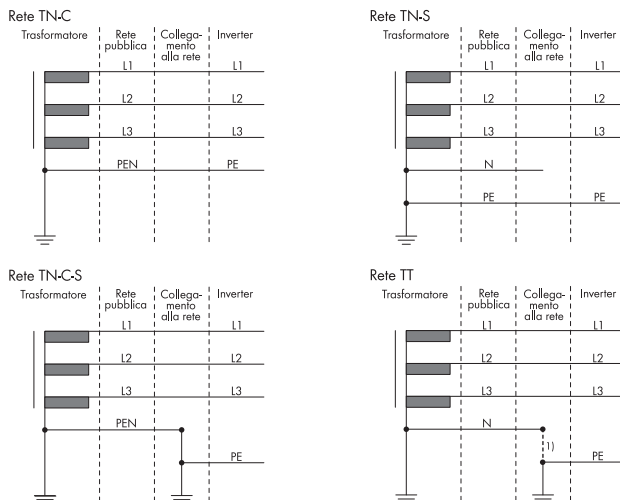 Rete TN-C
Trasformatore
Rete pubblica
Collegamento alla rete
Inverter
L1
L1
L2
L2
L3
L3
PEN
PE
Rete TN-S
Trasformatore
Rete pubblica
Collega-
mento
alla rete
Inverter
L1
L1
L2
L2
L3
L3
N
PE
PE
Rete TN-C-S
Trasformatore
Rete
pubblica
Collega-
mento
alla rete
Inverter
L1
L1
L2
L2
L3
L3
PEN
PE
Rete TT
Trasformatore
Rete
pubblica
Collega-
mento
alla rete
Inverter
L1
L1
L2
L2
L3
L3
N
1)
PE